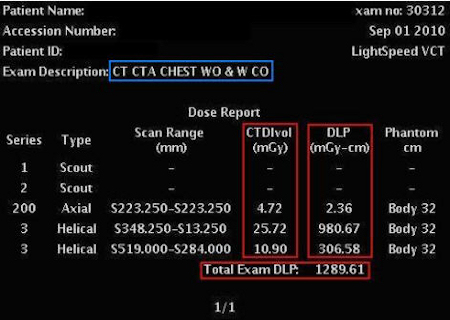 Patient Name: xam no: 30312
Accession Number: Sep 01 2010
Patient ID: LightSpeed VCT
Exam Description: CT CTA CHEST WO & W CO
Dose Report
Series Type Scan Range (mm) CTDIvol (mGy) DLP (mGy-cm) Phantom cm
1 Scout - - -
2 Scout - - -
200 Axial S223.250-S223.250 4.72 2.36 Body 32
3 Helical S348.250-S13.250 25.72 980.67 Body 32
3 Helical S519.000-S284.000 10.90 306.58 Body 32
Total Exam DLP: 1289.61
1/1